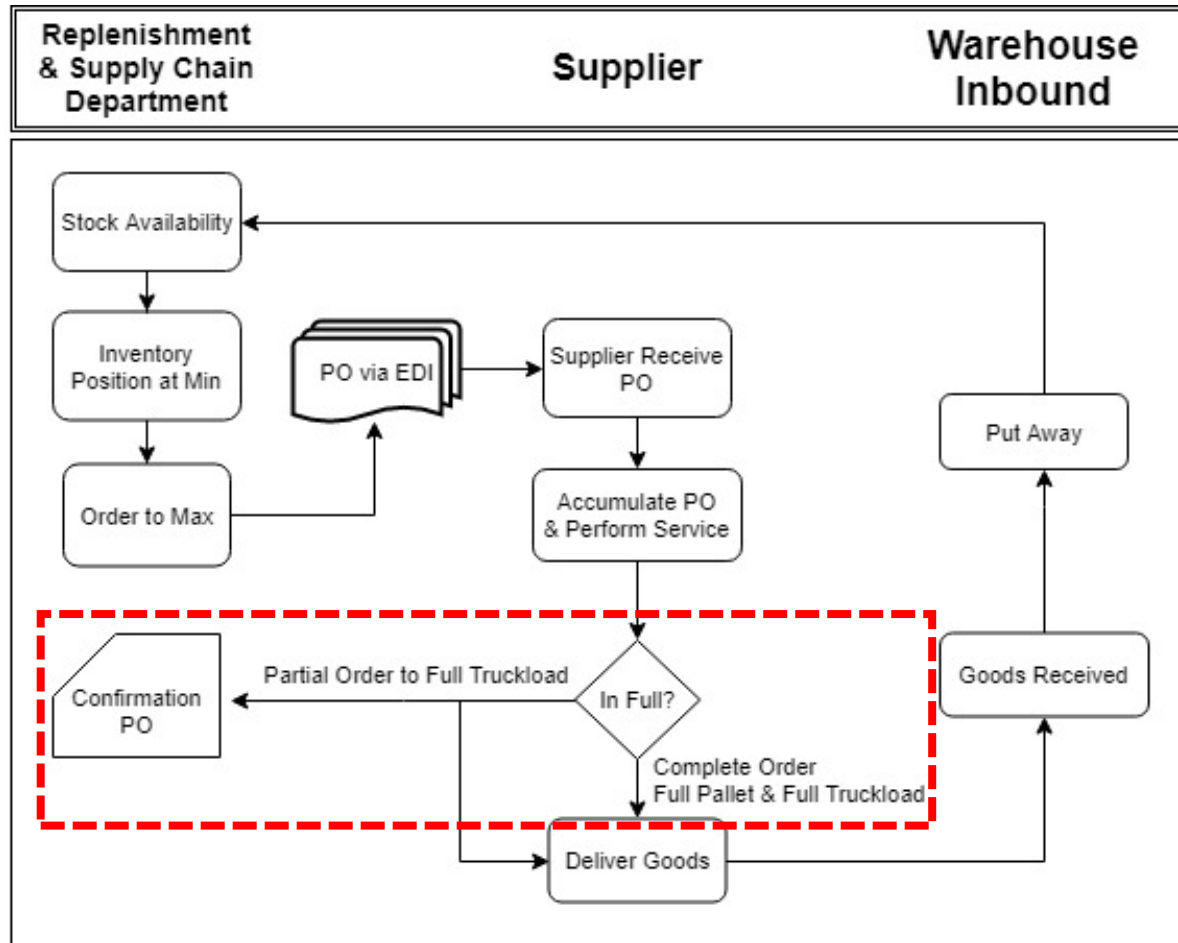 Replenishment
& Supply Chain
Department
Supplier
Warehouse
Inbound
Stock Availability
Inventory
Position at Min
Order to Max
PO via EDI
Supplier Receive
PO
Accumulate PO
& Perform Service
In Full?
Partial Order to Full Truckload
Confirmation
PO
Complete Order
Full Pallet & Full Truckload
Deliver Goods
Goods Received
Put Away